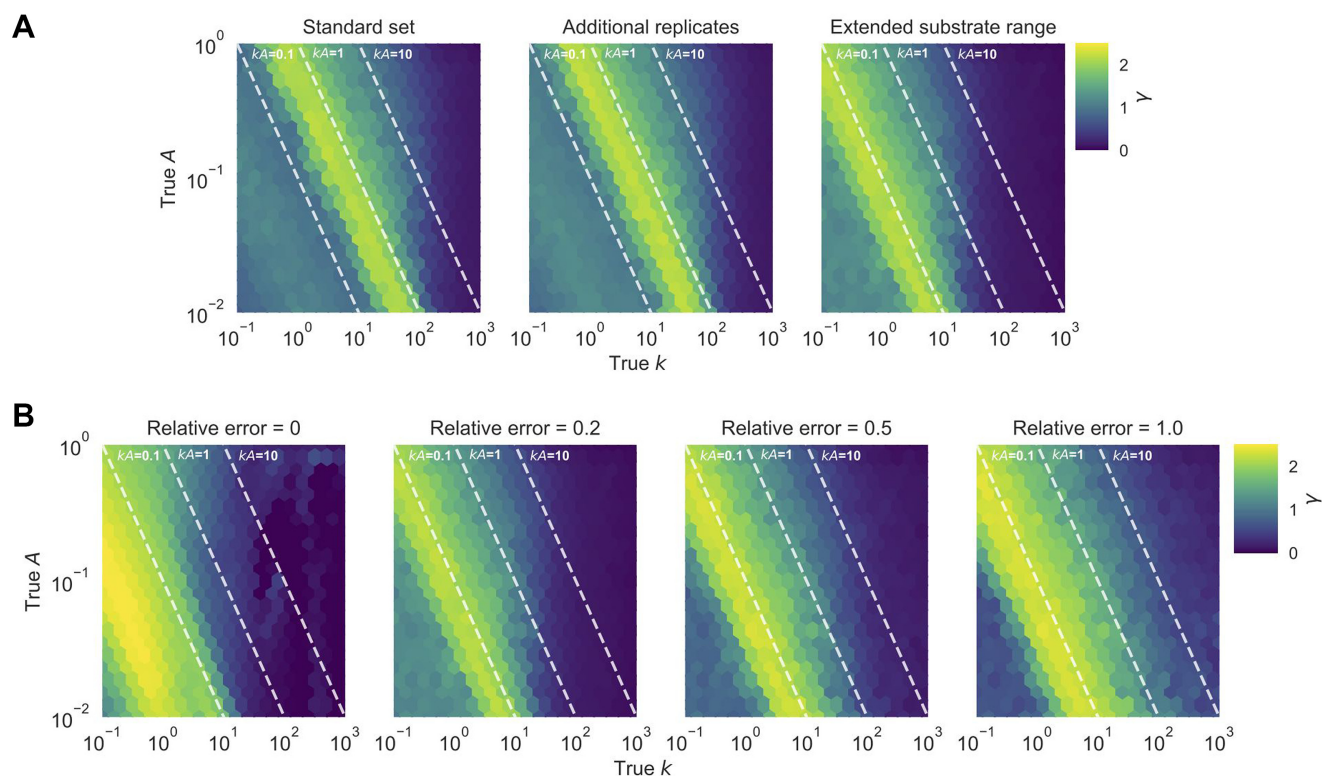 A
Standard set
Additional replicates
Extended substrate range
kA=0.1 kA=1 kA=10
kA=0.1 kA=1 kA=10
kA=0.1 kA=1 kA=10
10^0
10^−1
10^−2
True A
10^−1 10^0 10^1 10^2 10^3
10^−1 10^0 10^1 10^2 10^3
10^−1 10^0 10^1 10^2 10^3
True k
2
1
0
γ
B
Relative error = 0
Relative error = 0.2
Relative error = 0.5
Relative error = 1.0
kA=0.1 kA=1 kA=10
kA=0.1 kA=1 kA=10
kA=0.1 kA=1 kA=10
kA=0.1 kA=1 kA=10
10^0
10^−1
10^−2
True A
10^−1 10^0 10^1 10^2 10^3
10^−1 10^0 10^1 10^2 10^3
10^−1 10^0 10^1 10^2 10^3
10^−1 10^0 10^1 10^2 10^3
True k
2
1
0
γ